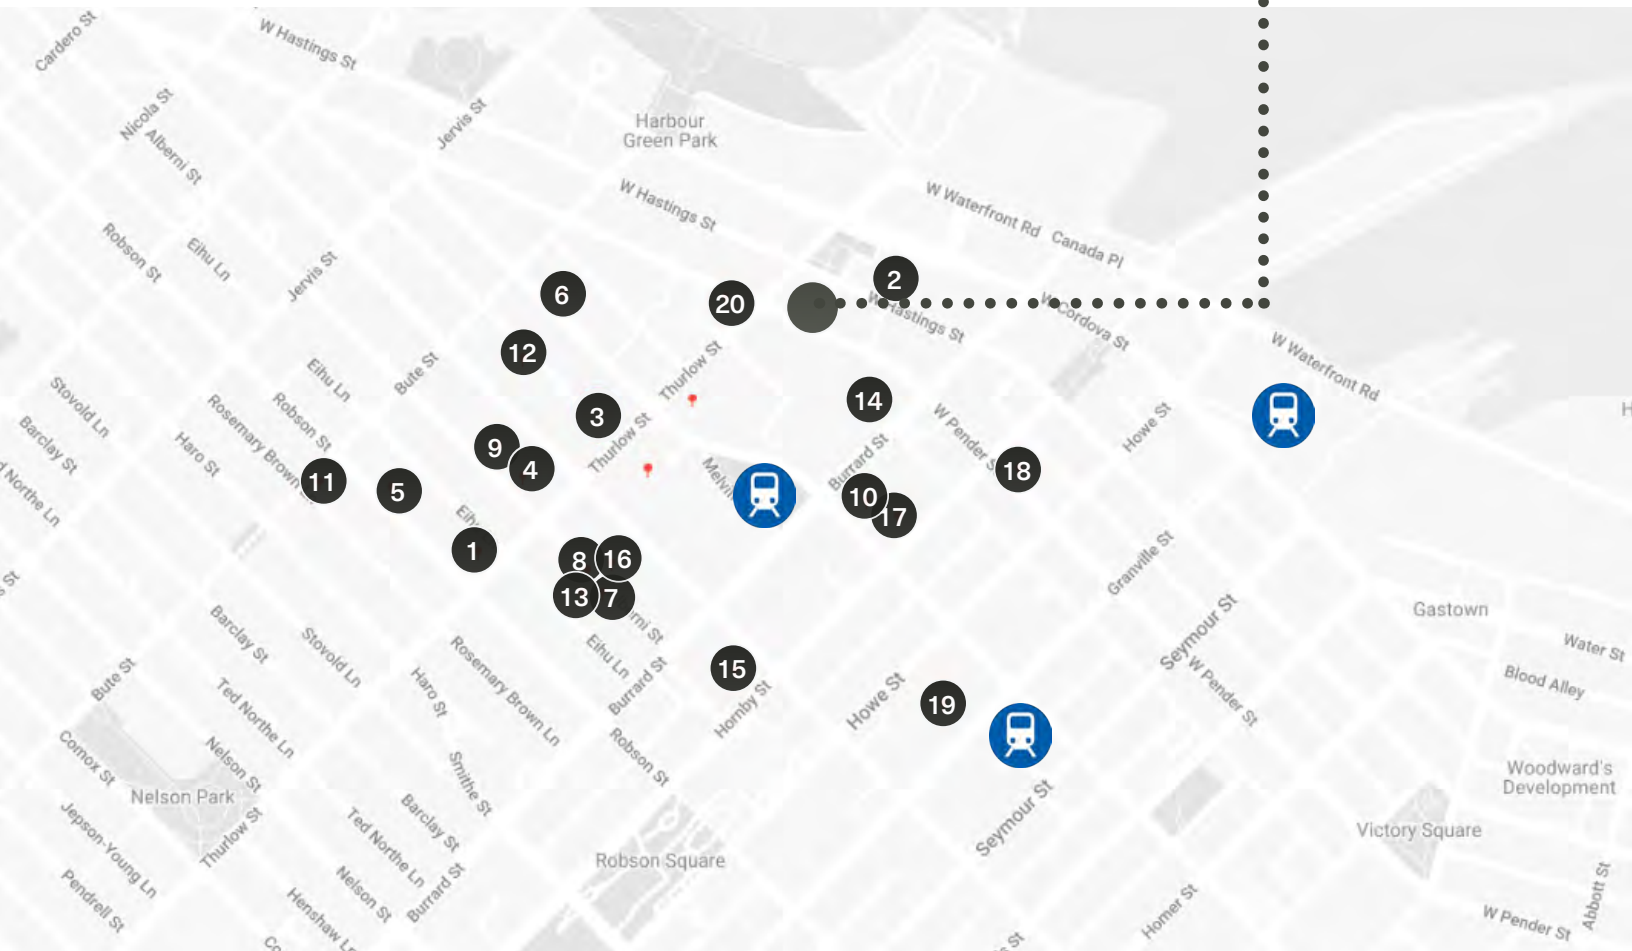 Cardero St
W Hastings St
Nicola St
Alberni St
Jervis St
Harbour
Green Park
W Hastings St
W Waterfront Rd
Canada Pl
Robson St
Eihu Ln
Jervis St
6
20
2
W Hastings St
W Cordova St
W Waterfront Rd
12
Thurlow St
Bute St
Eihu Ln
Stovold Ln
Barclay St
Robson St
Rosemary Brown
Haro St
3
14
Thurlow St
W Pender S
Howe St
Burrard St
9
4
18
11
5
10
17
1
8
16
13
7
Granville St
Seymour St
Gastown
Water St
Blood Alley
Barclay St
Stovold Ln
Eihu Ln
Burrard St
Rosemary Brown Ln
Haro St
Bute St
15
Hornby St
Howe St
19
W Pender St
Ted Northe Ln
Nelson St
Comox St
Nelson Park
Smithe St
Robson St
Seymour St
Woodward's
Development
Victory Square
Jepson-Young Ln
Thurlow St
Barclay St
Ted Northe Ln
Robson Square
Pendrell St
Nelson St
Burrard St
Homer St
Abbott St
W Pender St